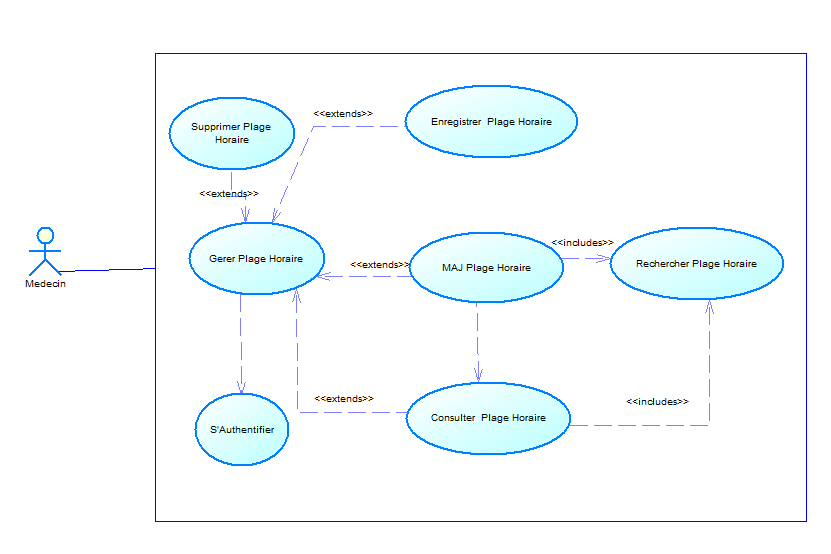 <<extends>>
Enregistrer Plage Horaire
Supprimer Plage
Horaire
<<extends>>
Gerer Plage Horaire
<<extends>>
MAJ Plage Horaire
<<includes>>
Rechercher Plage Horaire
Medecin
<<extends>>
Consulter Plage Horaire
<<includes>>
S'Authentifier